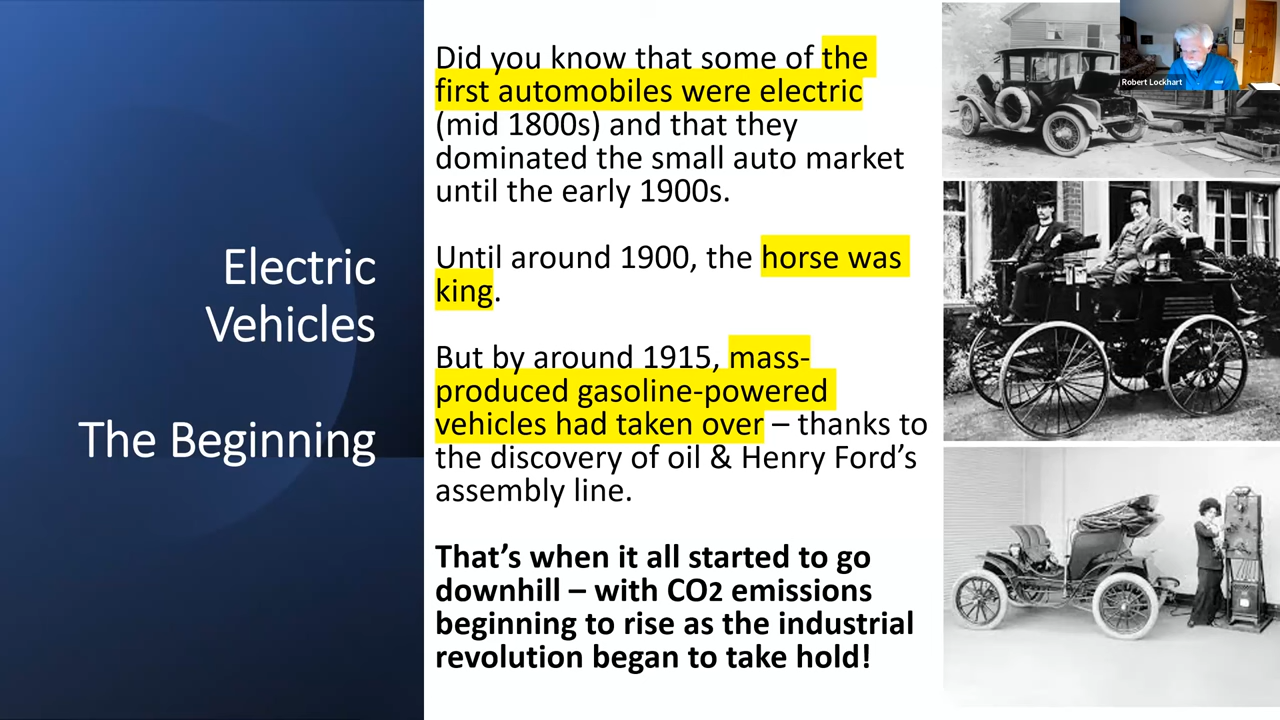 Electric
Vehicles
The Beginning
Did you know that some of the
first automobiles were electric
(mid 1800s) and that they
dominated the small auto market
until the early 1900s.
Until around 1900, the horse was
king.
But by around 1915, mass-
produced gasoline-powered
vehicles had taken over – thanks to
the discovery of oil & Henry Ford’s
assembly line.
That’s when it all started to go
downhill – with CO2 emissions
beginning to rise as the industrial
revolution began to take hold!
Robert Lockhart